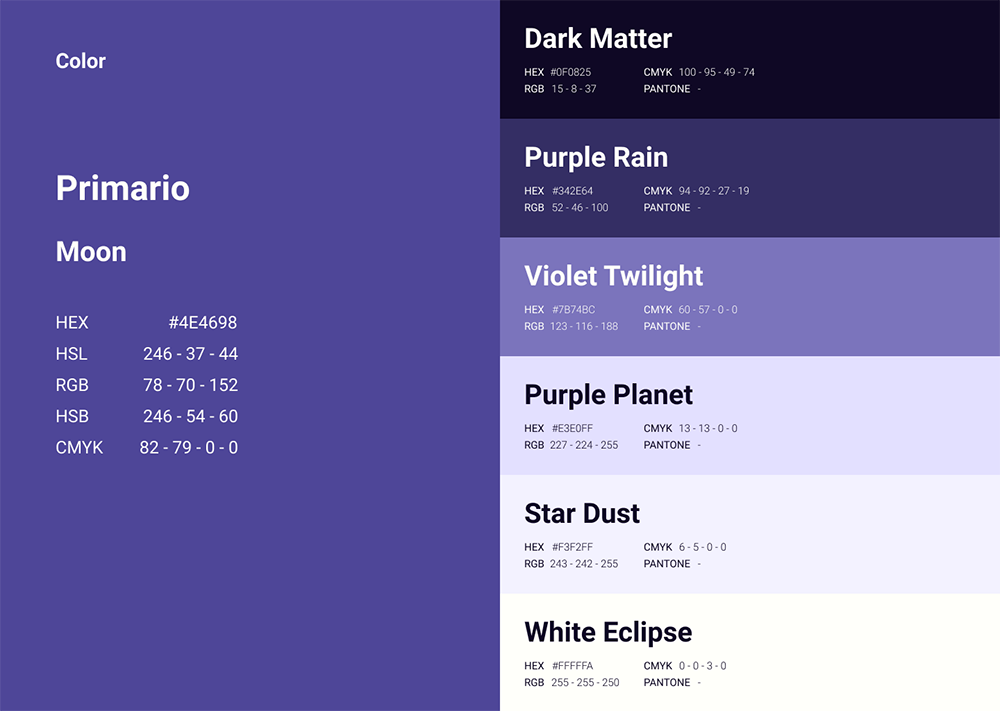 Color
Primario
Moon
HEX #4E4698
HSL 246 - 37 - 44
RGB 78 - 70 - 152
HSB 246 - 54 - 60
CMYK 82 - 79 - 0 - 0
Dark Matter
HEX #0F0825 CMYK 100 - 95 - 49 - 74
RGB 15 - 8 - 37 PANTONE -
Purple Rain
HEX #342E64 CMYK 94 - 92 - 27 - 19
RGB 52 - 46 - 100 PANTONE -
Violet Twilight
HEX #7B74BC CMYK 60 - 57 - 0 - 0
RGB 123 - 116 - 188 PANTONE -
Purple Planet
HEX #E3E0FF CMYK 13 - 13 - 0 - 0
RGB 227 - 224 - 255 PANTONE -
Star Dust
HEX #F3F2FF CMYK 6 - 5 - 0 - 0
RGB 243 - 242 - 255 PANTONE -
White Eclipse
HEX #FFFFFA CMYK 0 - 0 - 3 - 0
RGB 255 - 255 - 250 PANTONE -